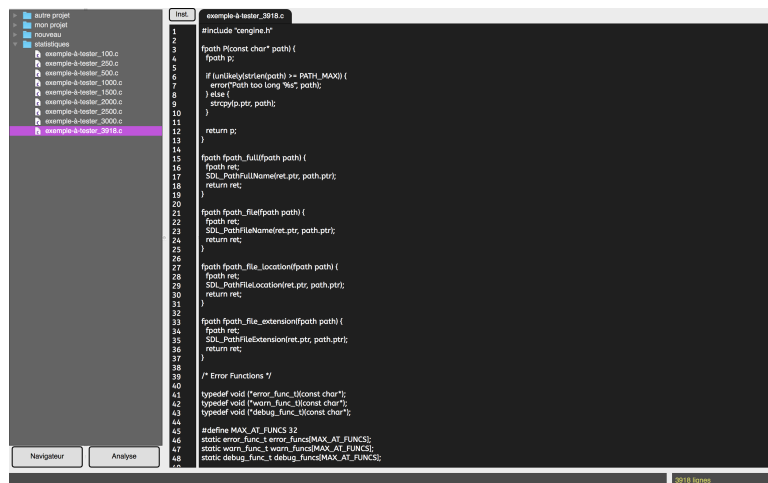 autre projet
mon projet
nouveau
statistiques
exemple-à-tester_100.c
exemple-à-tester_250.c
exemple-à-tester_500.c
exemple-à-tester_1000.c
exemple-à-tester_1500.c
exemple-à-tester_2000.c
exemple-à-tester_2500.c
exemple-à-tester_3000.c
exemple-à-tester_3918.c
Navigateur
Analyse
Inst.
exemple-à-tester_3918.c
1 #include "cengine.h"
2
3 fpath P(const char* path) {
4 fpath p;
5
6 if (unlikely(strlen(path) >= PATH_MAX)) {
7 error("Path too long '%s'", path);
8 } else {
9 strcpy(p.ptr, path);
10 }
11
12 return p;
13 }
14
15 fpath fpath_full(fpath path) {
16 fpath ret;
17 SDL_PathFullName(ret.ptr, path.ptr);
18 return ret;
19 }
20
21 fpath fpath_file(fpath path) {
22 fpath ret;
23 SDL_PathFileName(ret.ptr, path.ptr);
24 return ret;
25 }
26
27 fpath fpath_file_location(fpath path) {
28 fpath ret;
29 SDL_PathFileLocation(ret.ptr, path.ptr);
30 return ret;
31 }
32
33 fpath fpath_file_extension(fpath path) {
34 fpath ret;
35 SDL_PathFileExtension(ret.ptr, path.ptr);
36 return ret;
37 }
38
39 /* Error Functions */
40
41 typedef void (*error_func_t)(const char*);
42 typedef void (*warn_func_t)(const char*);
43 typedef void (*debug_func_t)(const char*);
44
45 #define MAX_AT_FUNCS 32
46 static error_func_t error_funcs[MAX_AT_FUNCS];
47 static warn_func_t warn_funcs[MAX_AT_FUNCS];
48 static debug_func_t debug_funcs[MAX_AT_FUNCS];
3918 lignes